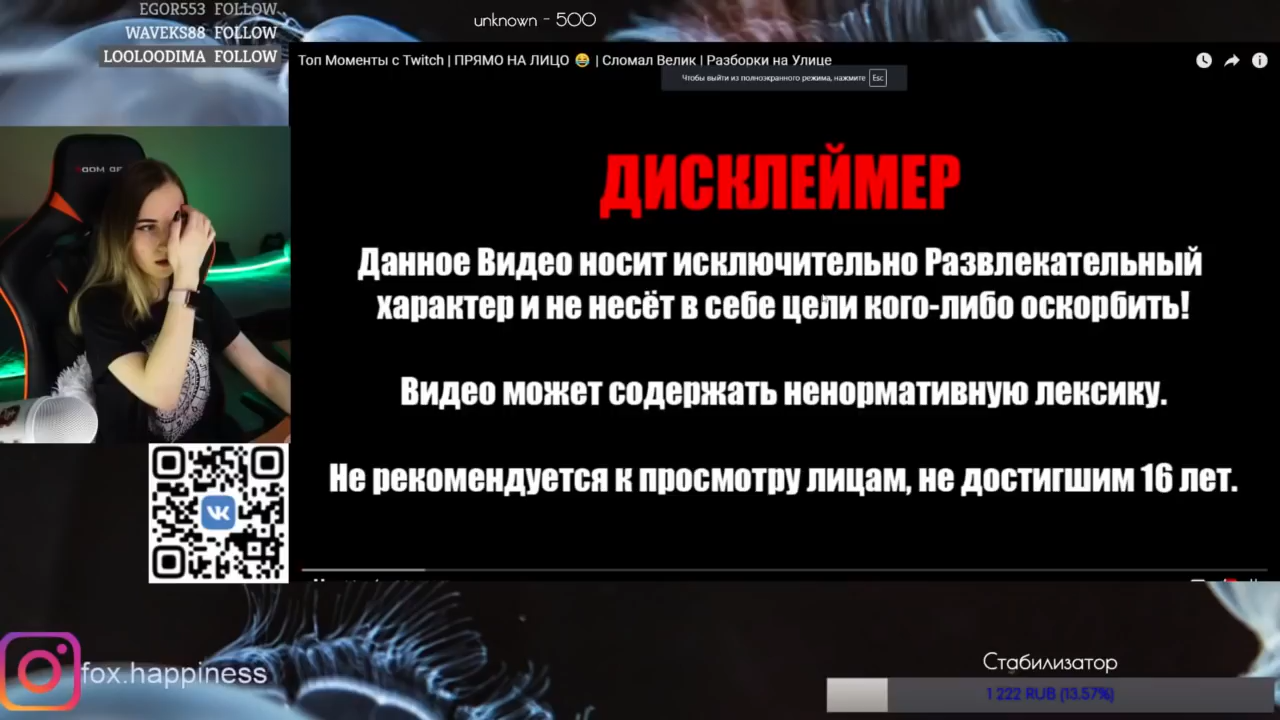 EGOR553 FOLLOW
WAVEKS88 FOLLOW
LOOLOODIMA FOLLOW
unknown - 500
Топ Моменты с Twitch | ПРЯМО НА ЛИЦО 😂 | Сломал Велик | Разборки на Улице
Чтобы выйти из полноэкранного режима, нажмите Esc
ДИСКЛЕЙМЕР
Данное Видео носит исключительно Развлекательный
характер и не несёт в себе цели кого-либо оскорбить!
Видео может содержать ненормативную лексику.
Не рекомендуется к просмотру лицам, не достигшим 16 лет.
fox.happiness
Стабилизатор
1 222 RUB (13.57%)